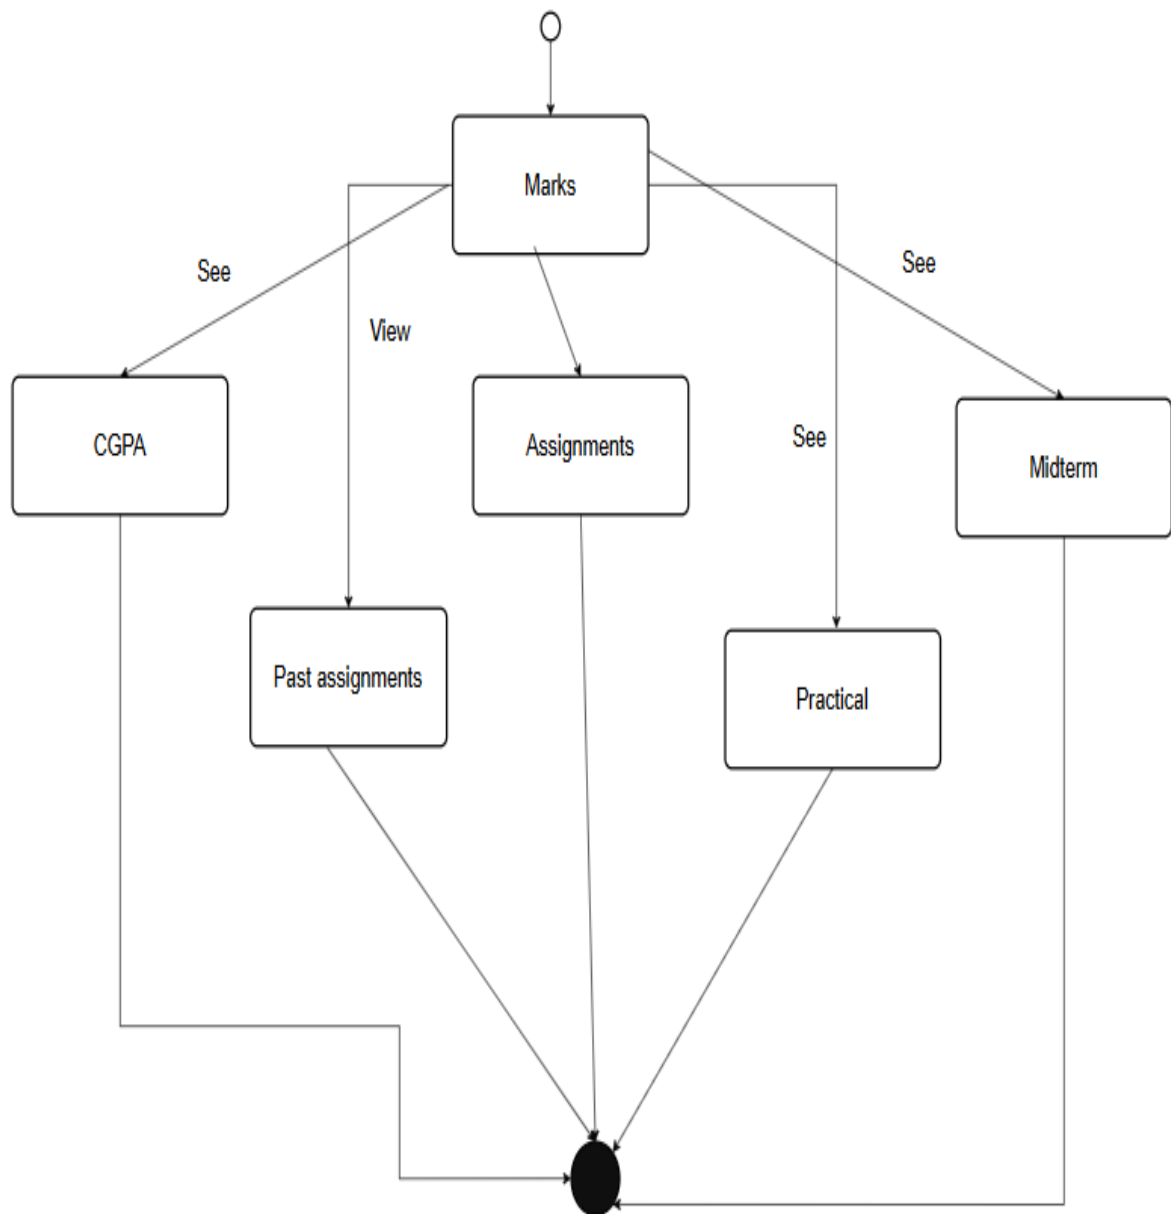 Marks
See
See
View
CGPA
Assignments
See
Midterm
Past assignments
Practical